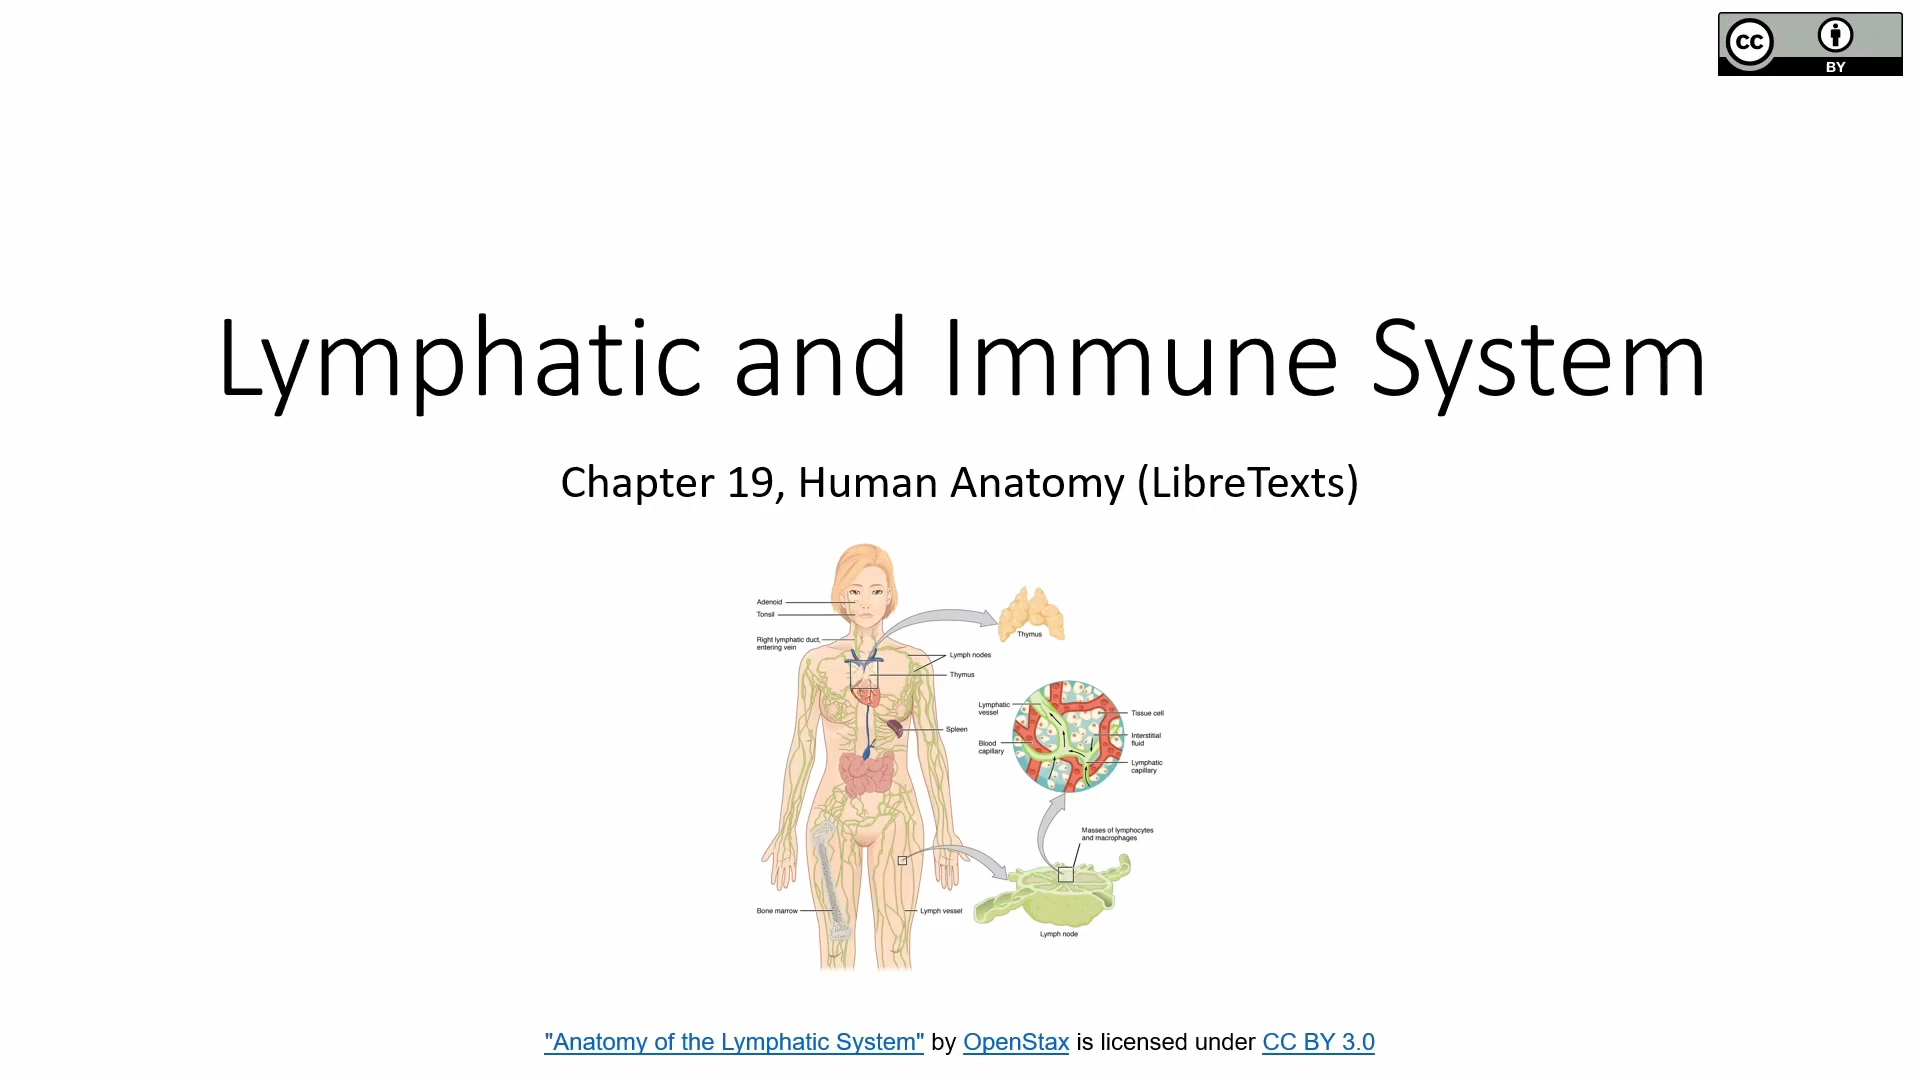 CC
BY
Lymphatic and Immune System
Chapter 19, Human Anatomy (LibreTexts)
Adenoid
Tonsil
Right lymphatic duct,
entering vein
Thymus
Lymph nodes
Thymus
Spleen
Lymphatic
vessel
Blood
capillary
Tissue cell
Interstitial
fluid
Lymphatic
capillary
Masses of lymphocytes
and macrophages
Bone marrow
Lymph vessel
Lymph node
"Anatomy of the Lymphatic System" by OpenStax is licensed under CC BY 3.0